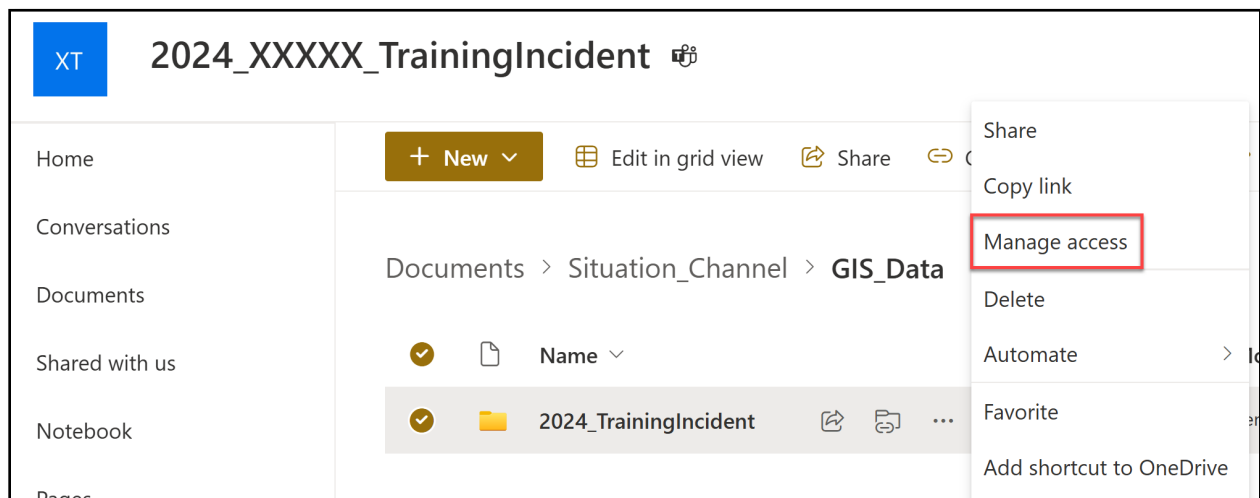 XT
2024_XXXXX_TrainingIncident
Home
Conversations
Documents
Shared with us
Notebook
Pages
+ New
Edit in grid view
Share
Documents > Situation_Channel > GIS_Data
Name
2024_TrainingIncident
Share
Copy link
Manage access
Delete
Automate
Favorite
Add shortcut to OneDrive